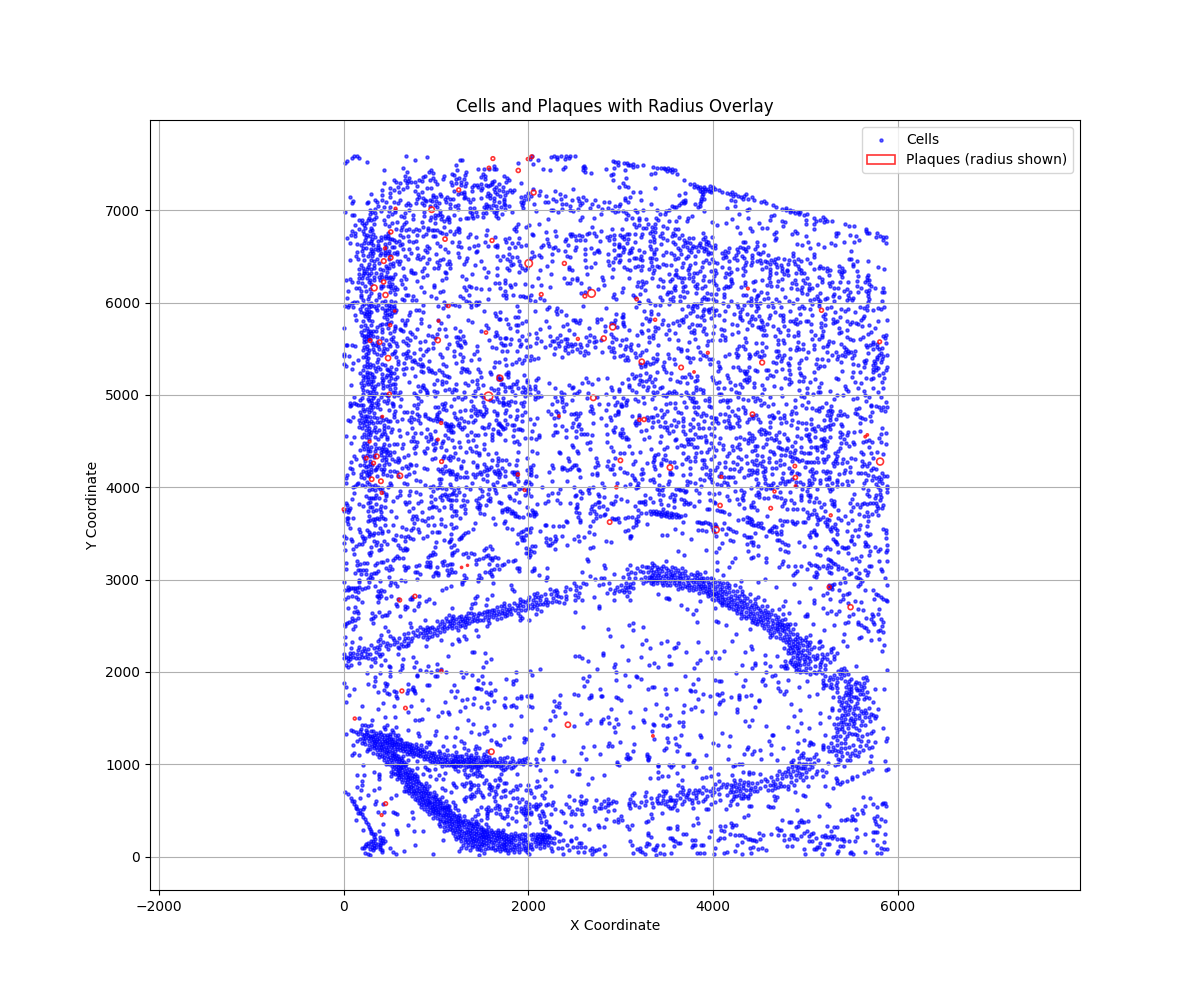 Cells and Plaques with Radius Overlay
Cells
Plaques (radius shown)
Y Coordinate
7000
6000
5000
4000
3000
2000
1000
0
−2000
0
2000
4000
6000
X Coordinate